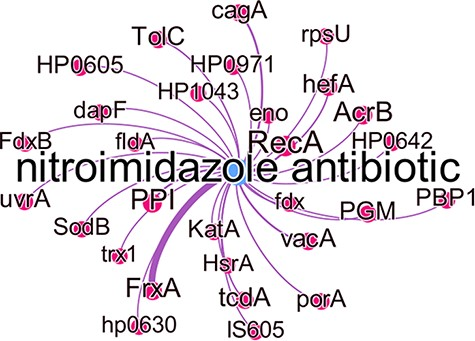 cagA
TolC
rpsU
HP0605
HP0971
HP1043
hefA
dapF
eno
AcrB
FdxB
fldA
RecA
HP0642
nitroimidazole antibiotic
uvrA
PPI
fdx
PGM
PBP1
SodB
KatA
vacA
trx1
HsrA
FrxA
tcdA
porA
hp0630
IS605